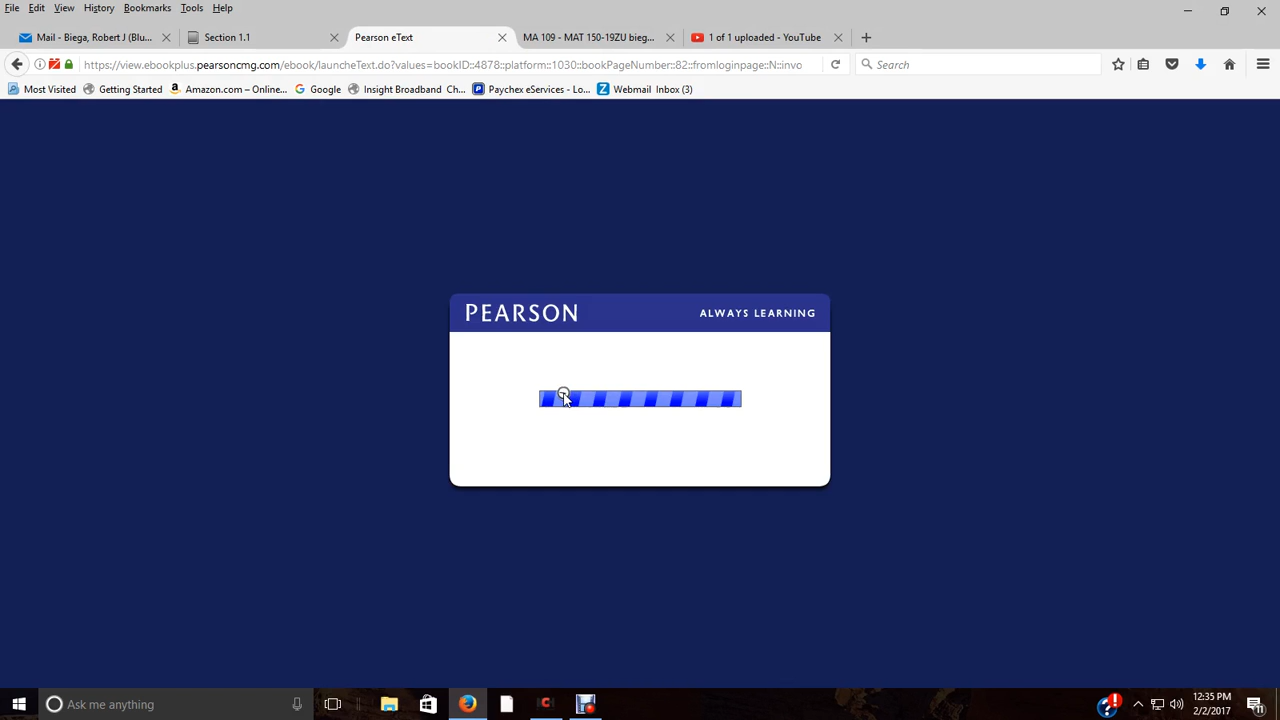 File Edit View History Bookmarks Tools Help
Mail - Biega, Robert J (Blu... Section 1.1 Pearson eText MA 109 - MAT 150-19ZU bieg... 1 of 1 uploaded - YouTube
https://view.ebookplus.pearsoncmg.com/ebook/launcheText.do?values=bookID::4878::platform::1030::bookPageNumber::82::fromloginpage::N::invo Search
Most Visited Getting Started Amazon.com – Online... Google Insight Broadband Ch... Paychex eServices - Lo... Webmail Inbox (3)
PEARSON ALWAYS LEARNING
Ask me anything
12:35 PM
2/2/2017